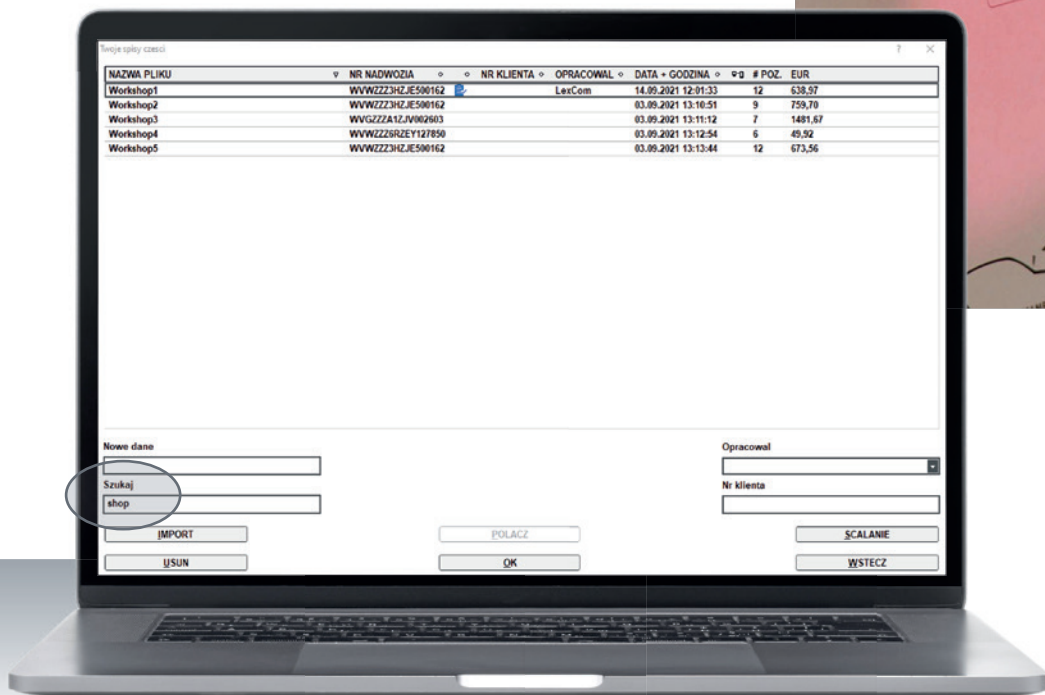 Twoje spisy czesci ? ×
NAZWA PLIKU NR NADWOZIA NR KLIENTA OPRACOWAL DATA + GODZINA # POZ. EUR
Workshop1 WVWZZZ3HZJE500162 LexCom 14.09.2021 12:01:33 12 638,97
Workshop2 WVWZZZ3HZJE500162 03.09.2021 13:10:51 9 759,70
Workshop3 WVGZZZA1ZJV002603 03.09.2021 13:11:12 7 1481,67
Workshop4 WVWZZZ6RZEY127850 03.09.2021 13:12:54 6 49,92
Workshop5 WVWZZZ3HZJE500162 03.09.2021 13:13:44 12 673,56
Nowe dane Opracowal
Szukaj Nr klienta
shop
IMPORT POLACZ SCALANIE
USUN OK WSTECZ